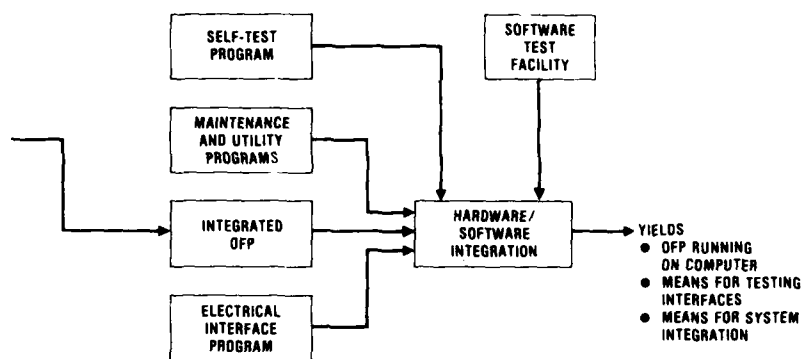 SELF-TEST
PROGRAM
SOFTWARE
TEST
FACILITY
MAINTENANCE
AND UTILITY
PROGRAMS
INTEGRATED
OFP
HARDWARE/
SOFTWARE
INTEGRATION
ELECTRICAL
INTERFACE
PROGRAM
YIELDS
● OFP RUNNING
ON COMPUTER
● MEANS FOR TESTING
INTERFACES
● MEANS FOR SYSTEM
INTEGRATION